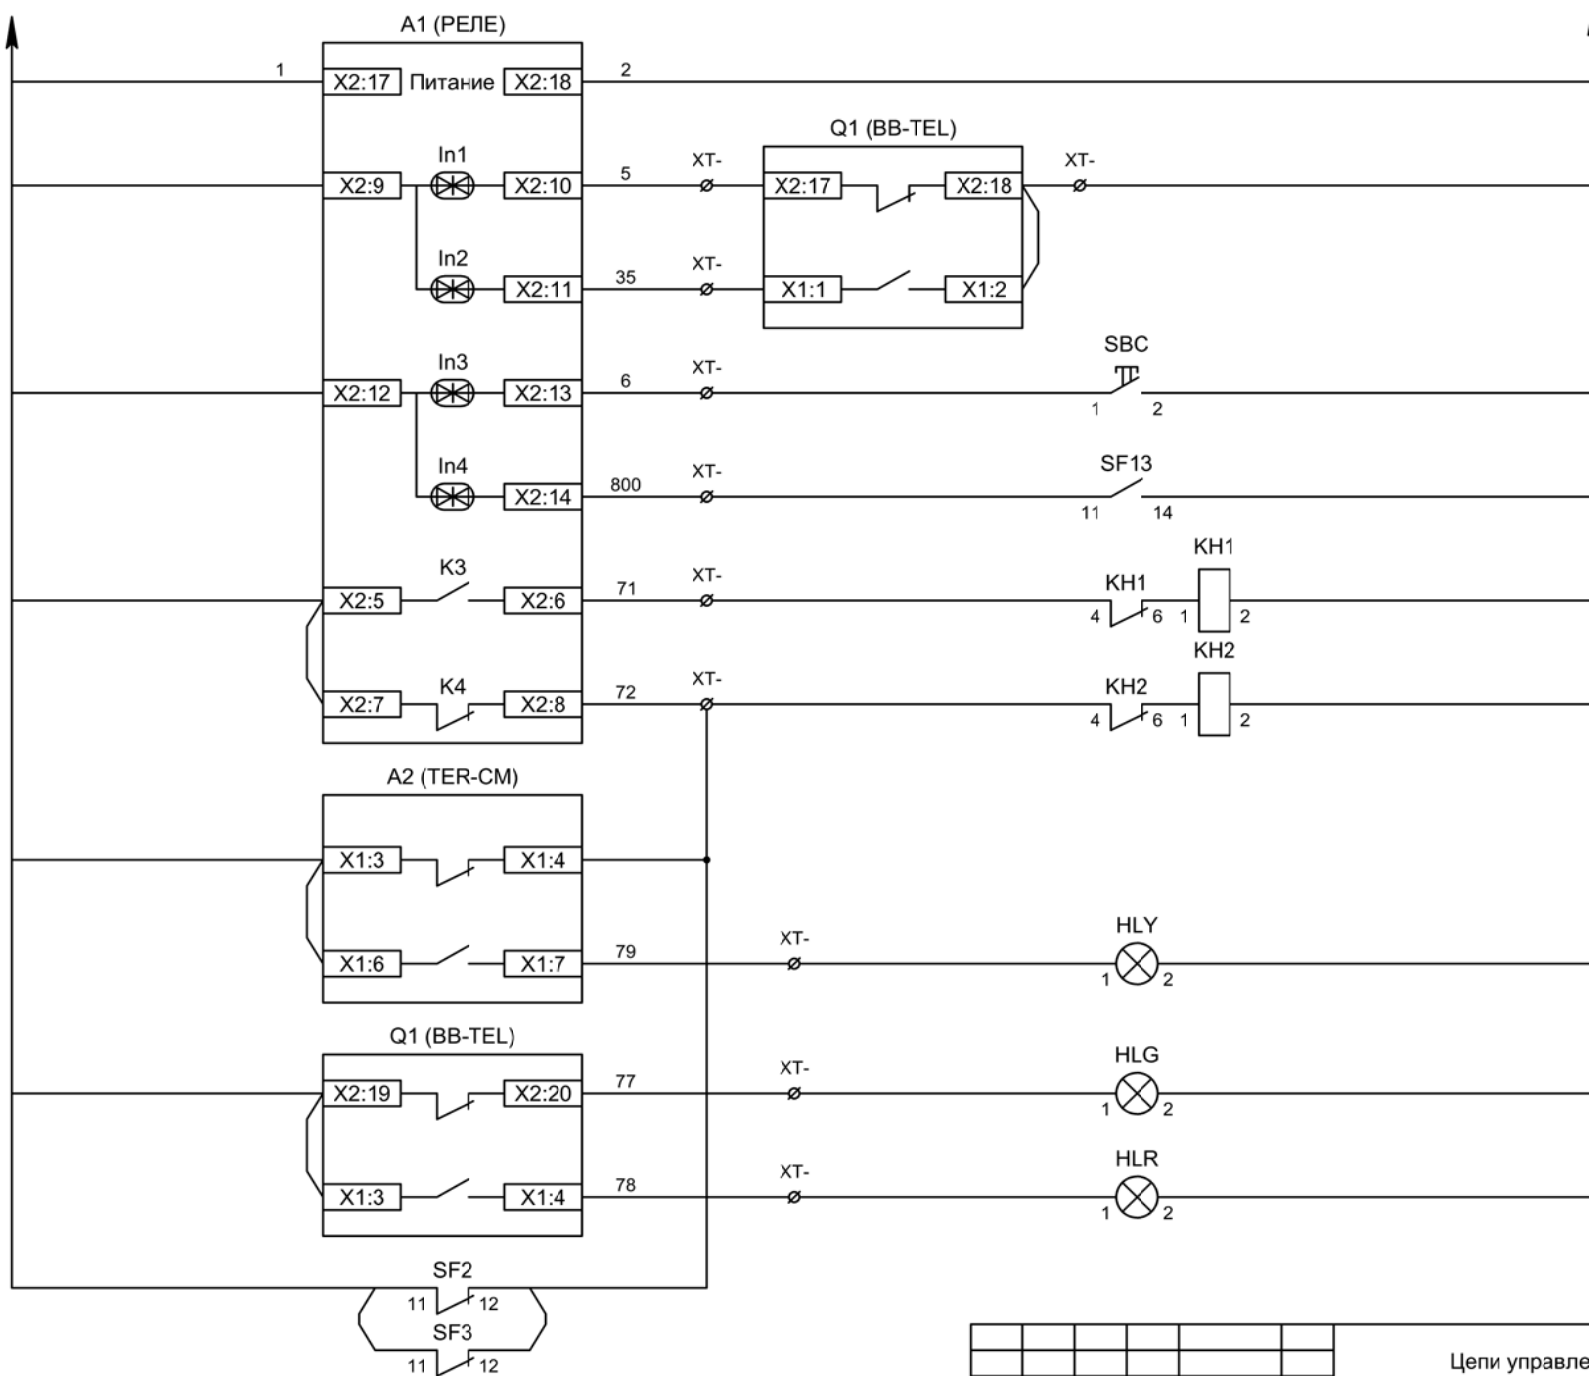 А1 (РЕЛЕ)
1 X2:17 Питание X2:18 2
Q1 (BB-TEL)
In1 XT- XT-
X2:9 X2:10 5 X2:17 X2:18
In2 XT-
X2:11 35 X1:1 X1:2
In3 XT- SBC
X2:12 X2:13 6 1 2
In4 XT- SF13
X2:14 800 11 14
K3 XT- KH1 KH1
X2:5 X2:6 71 4 6 1 2
K4 XT- KH2 KH2
X2:7 X2:8 72 4 6 1 2
А2 (TER-CM)
X1:3 X1:4
XT- HLY
X1:6 X1:7 79 1 2
Q1 (BB-TEL)
XT- HLG
X2:19 X2:20 77 1 2
XT- HLR
X1:3 X1:4 78 1 2
SF2
11 12
SF3
11 12
Цепи управле